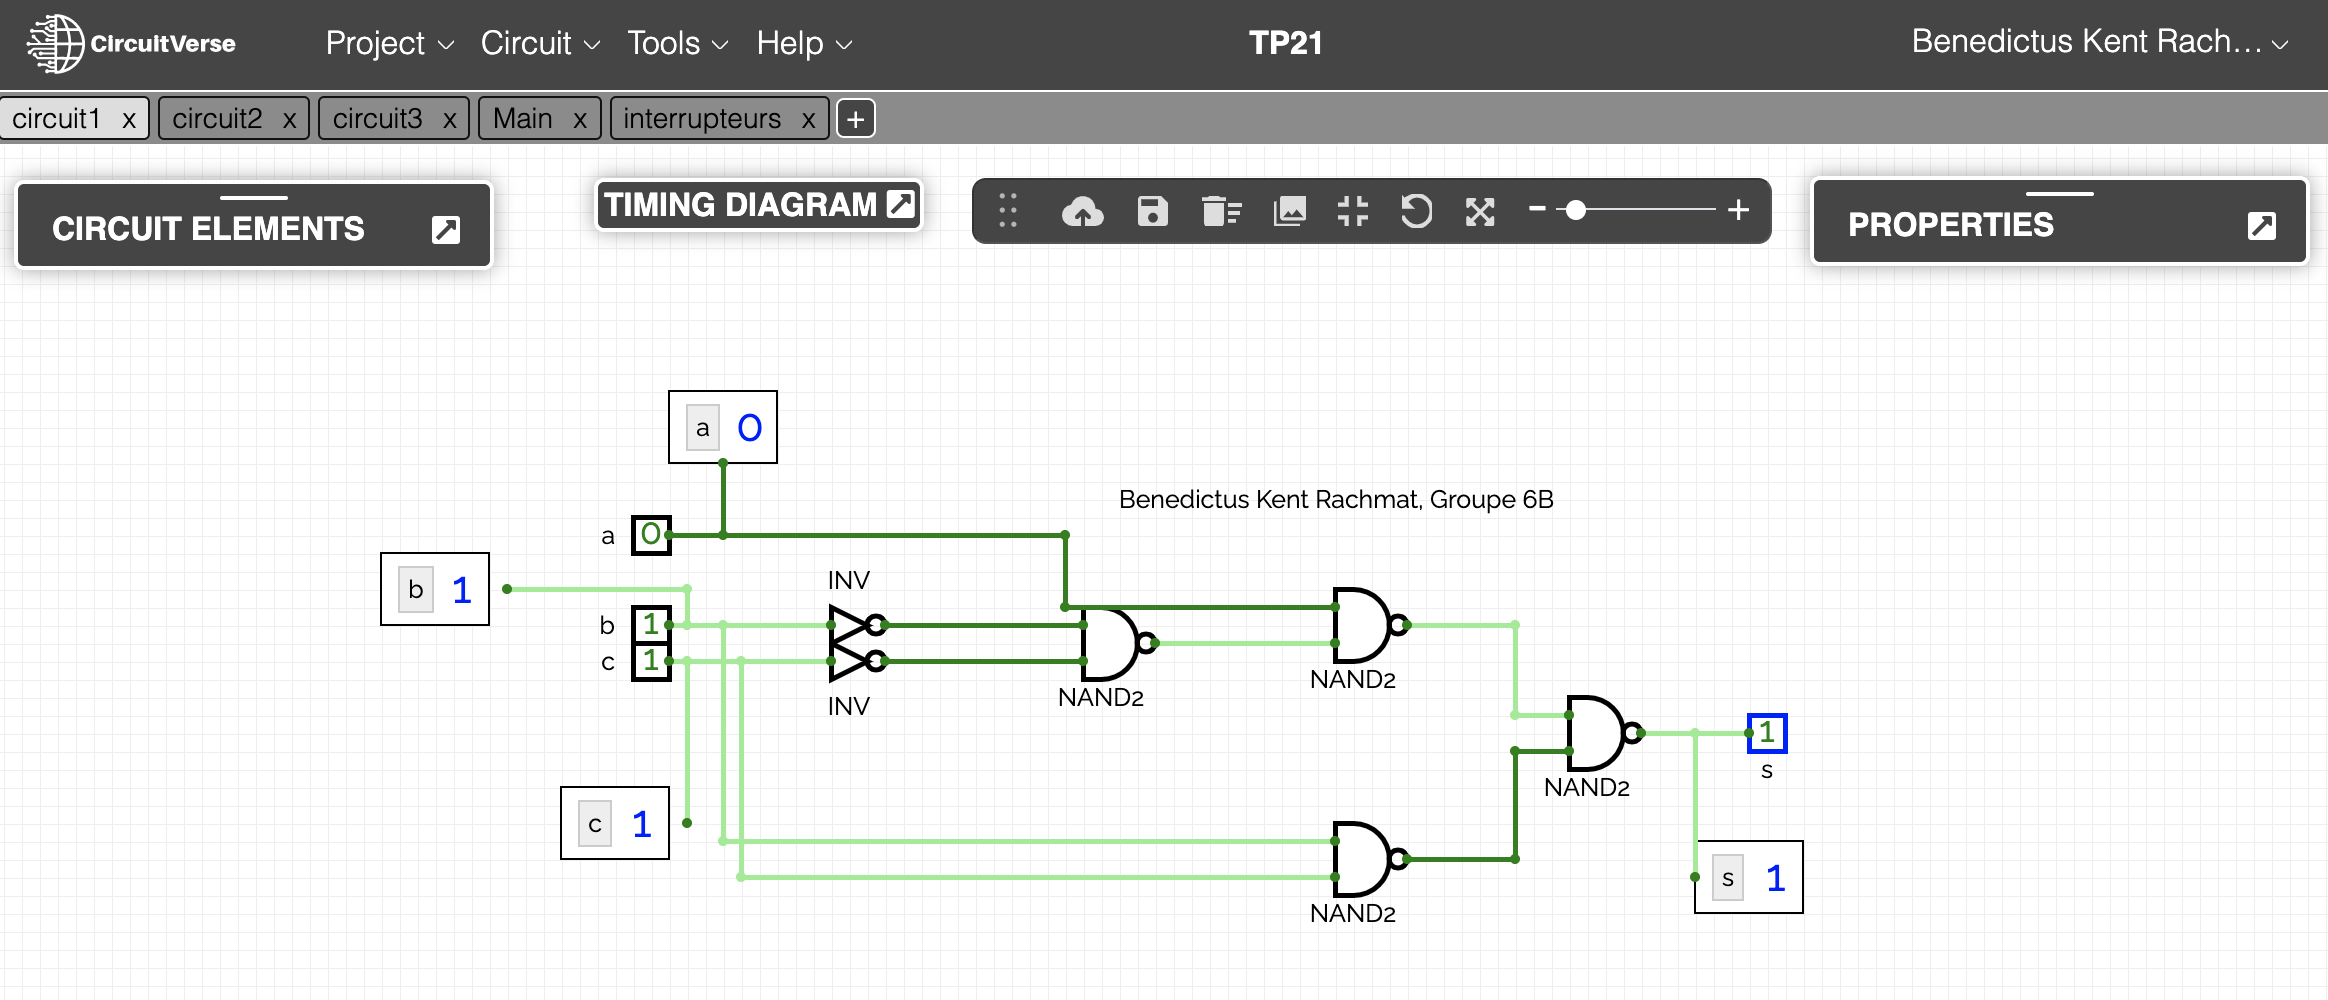 CircuitVerse Project Circuit Tools Help TP21 Benedictus Kent Rach...
circuit1 x circuit2 x circuit3 x Main x interrupteurs x +
CIRCUIT ELEMENTS
TIMING DIAGRAM
PROPERTIES
a 0
Benedictus Kent Rachmat, Groupe 6B
a 0
b 1
INV
b 1
c 1
NAND2
NAND2
INV
1
s
NAND2
c 1
s 1
NAND2